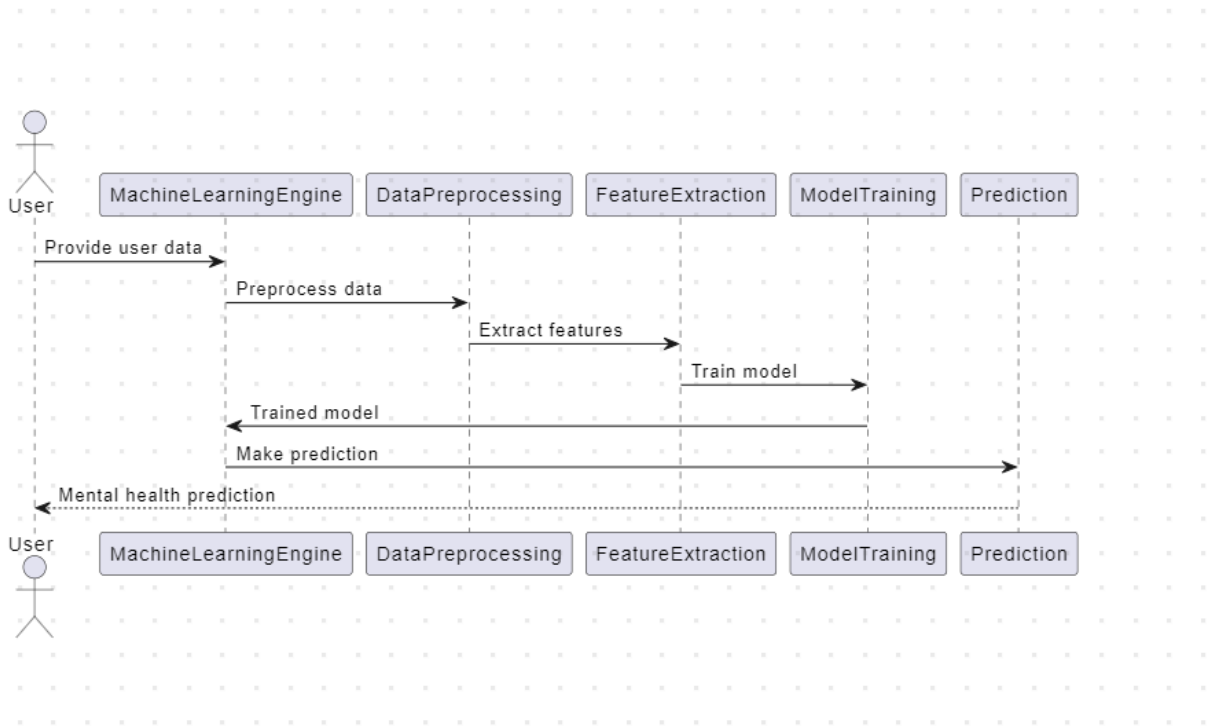 User
MachineLearningEngine
DataPreprocessing
FeatureExtraction
ModelTraining
Prediction
Provide user data
Preprocess data
Extract features
Train model
Trained model
Make prediction
Mental health prediction
User
MachineLearningEngine
DataPreprocessing
FeatureExtraction
ModelTraining
Prediction